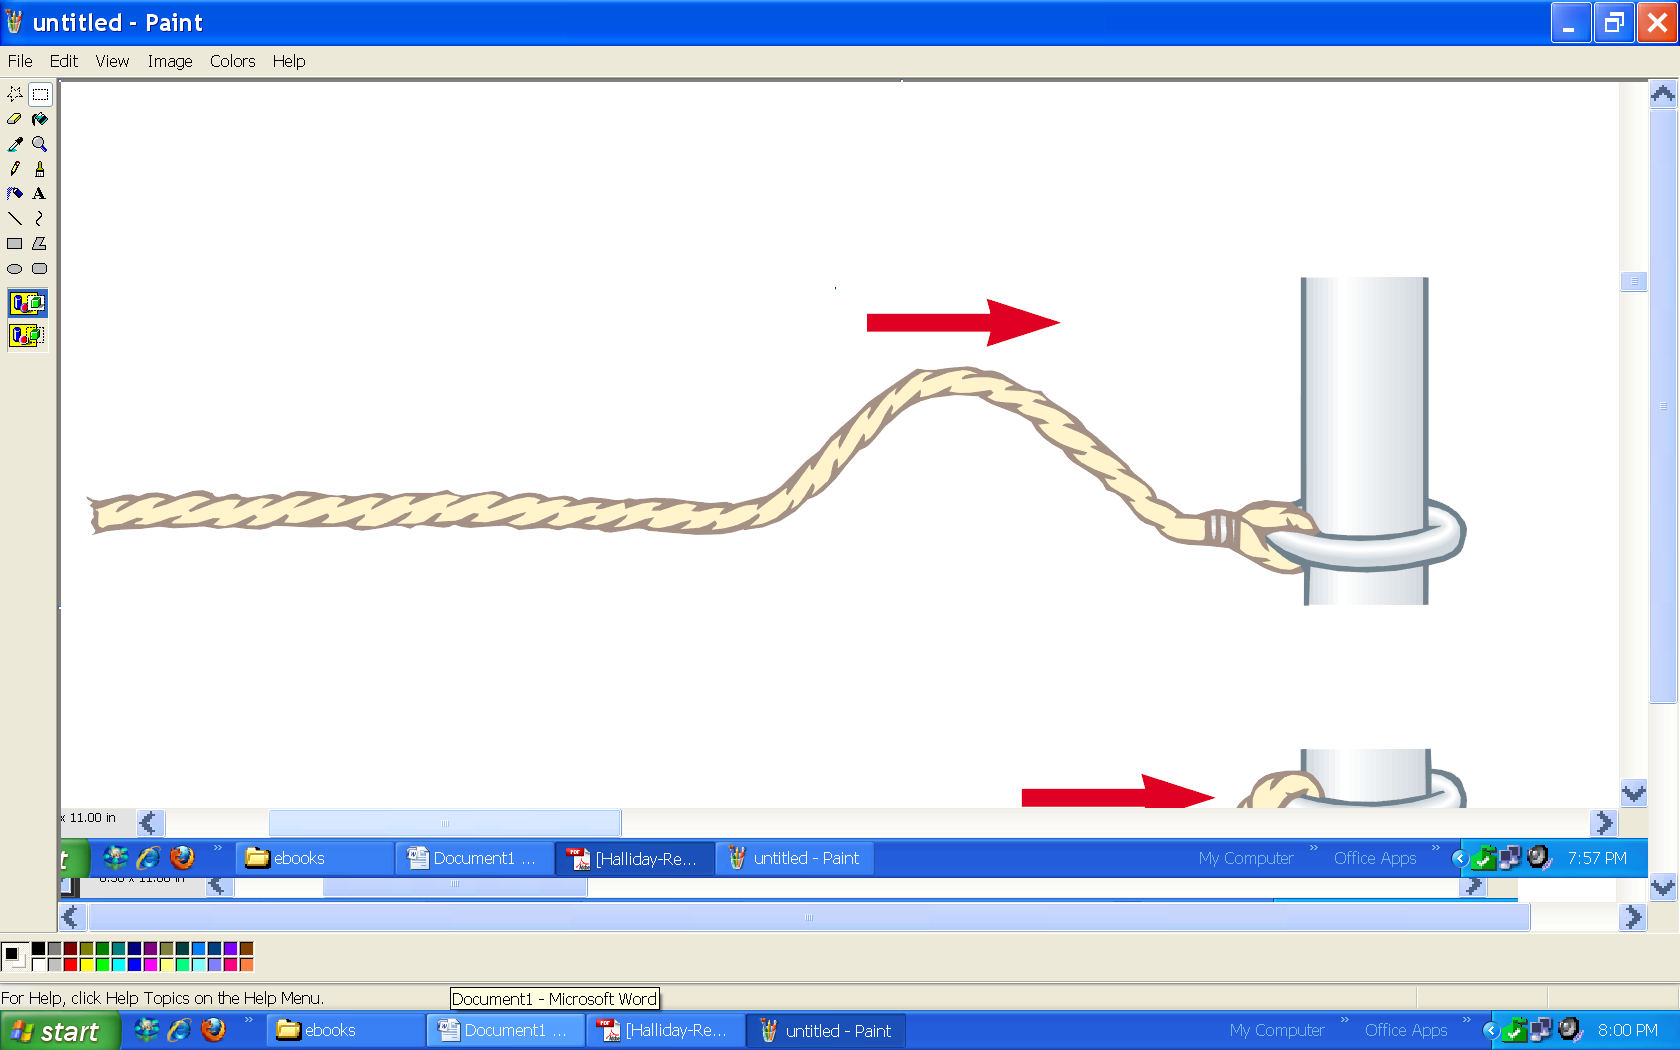 untitled - Paint
File Edit View Image Colors Help
A
x 11.00 in
t
ebooks
Document1 ...
[Halliday-Re...
untitled - Paint
My Computer
Office Apps
7:57 PM
For Help, click Help Topics on the Help Menu.
Document1 - Microsoft Word
start
ebooks
Document1 ...
[Halliday-Re...
untitled - Paint
My Computer
Office Apps
8:00 PM